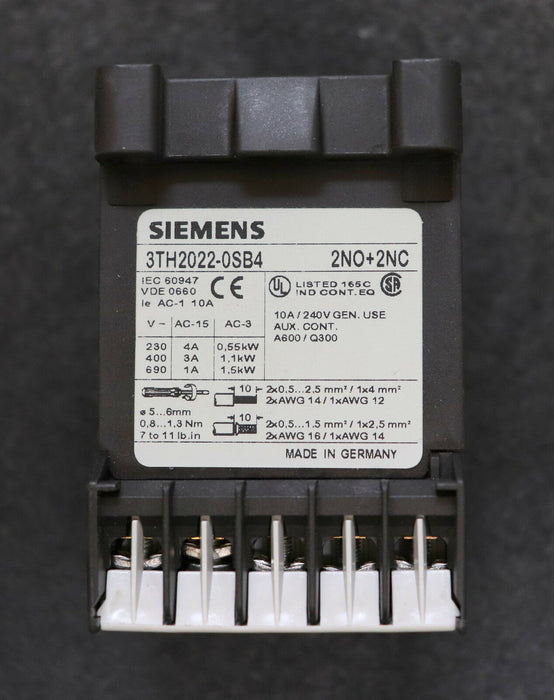 SIEMENS
3TH2022-0SB4 2NO+2NC
IEC 60947
VDE 0660
Ie AC-1 10A
CE
UL LISTED 165C
IND CONT.EQ
SA
10A / 240V GEN. USE
AUX. CONT.
A600 / Q300
V ~ AC-15 AC-3
230 4A 0,55kW
400 3A 1,1kW
690 1A 1.5kW
10 2x0,5...2,5 mm² / 1x4 mm²
2xAWG 14 / 1xAWG 12
ø 5...6mm
0,8...1,3 Nm
7 to 11 lb.in
10 2x0,5...1,5 mm² / 1x2,5 mm²
2xAWG 16 / 1xAWG 14
MADE IN GERMANY